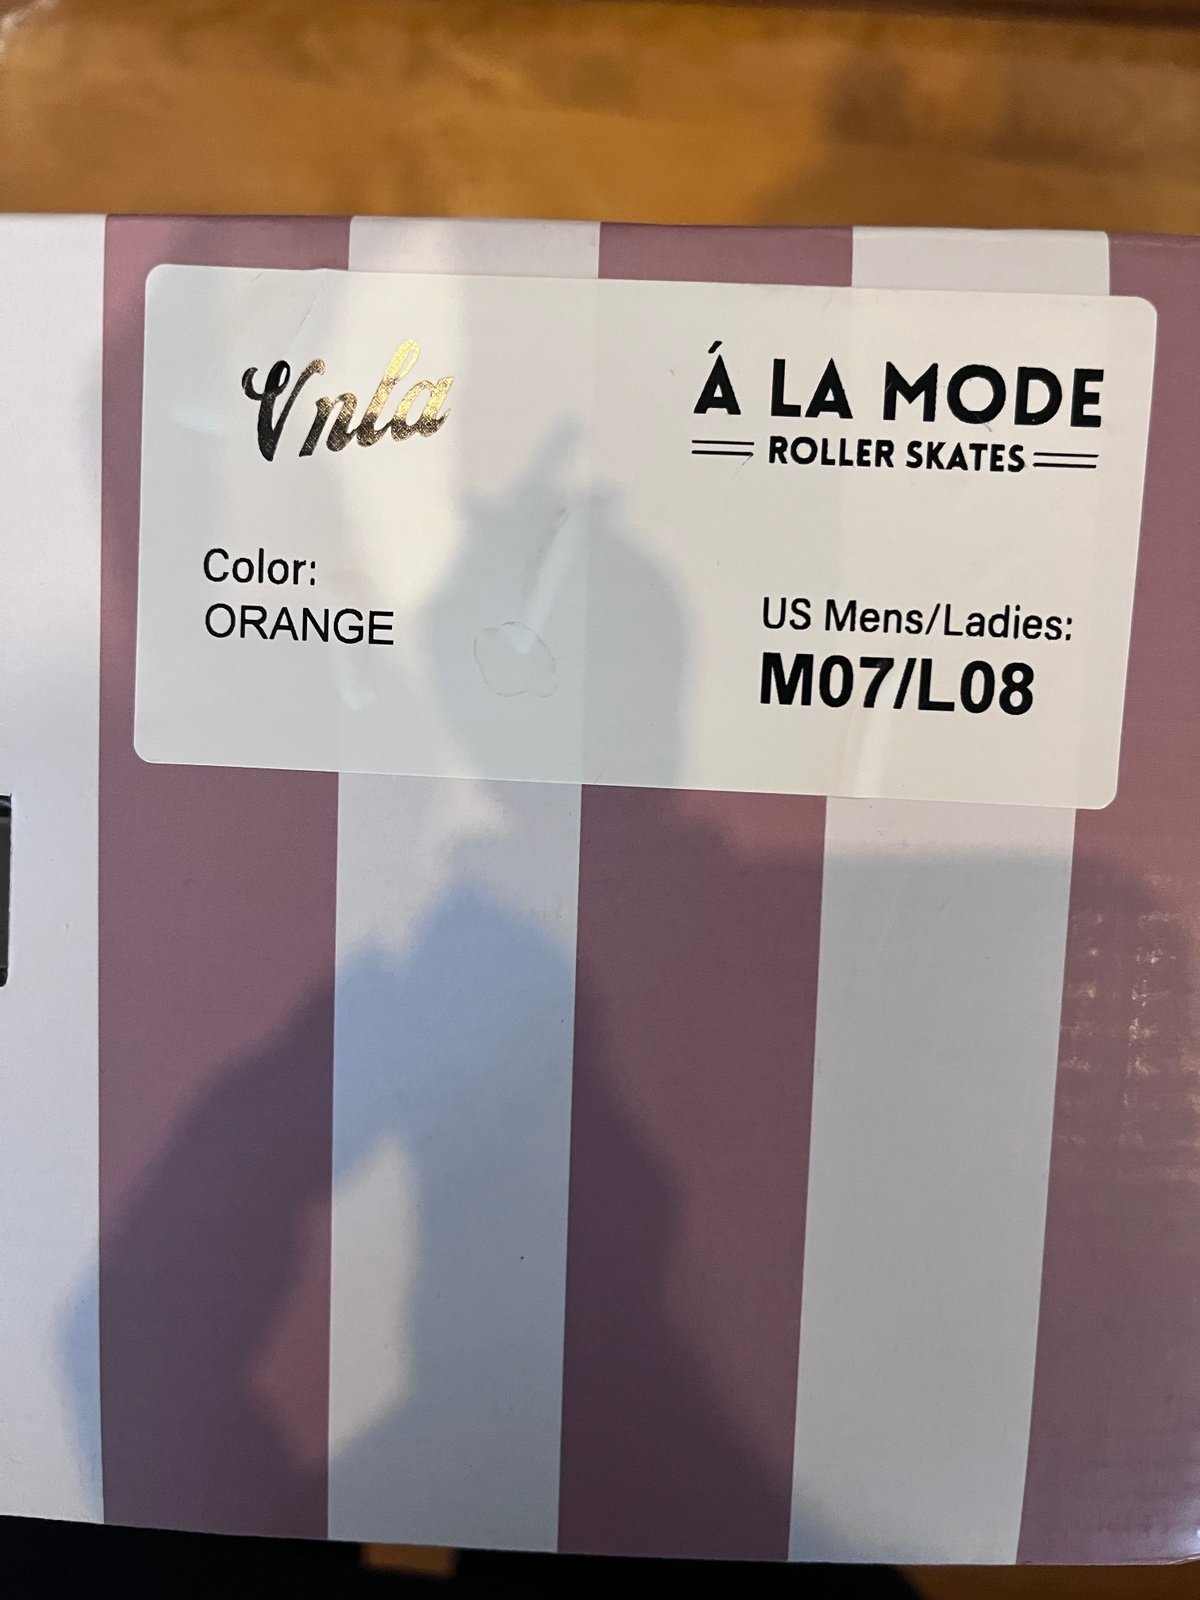 Vnla
Á LA MODE
ROLLER SKATES
Color:
ORANGE
US Mens/Ladies:
M07/L08